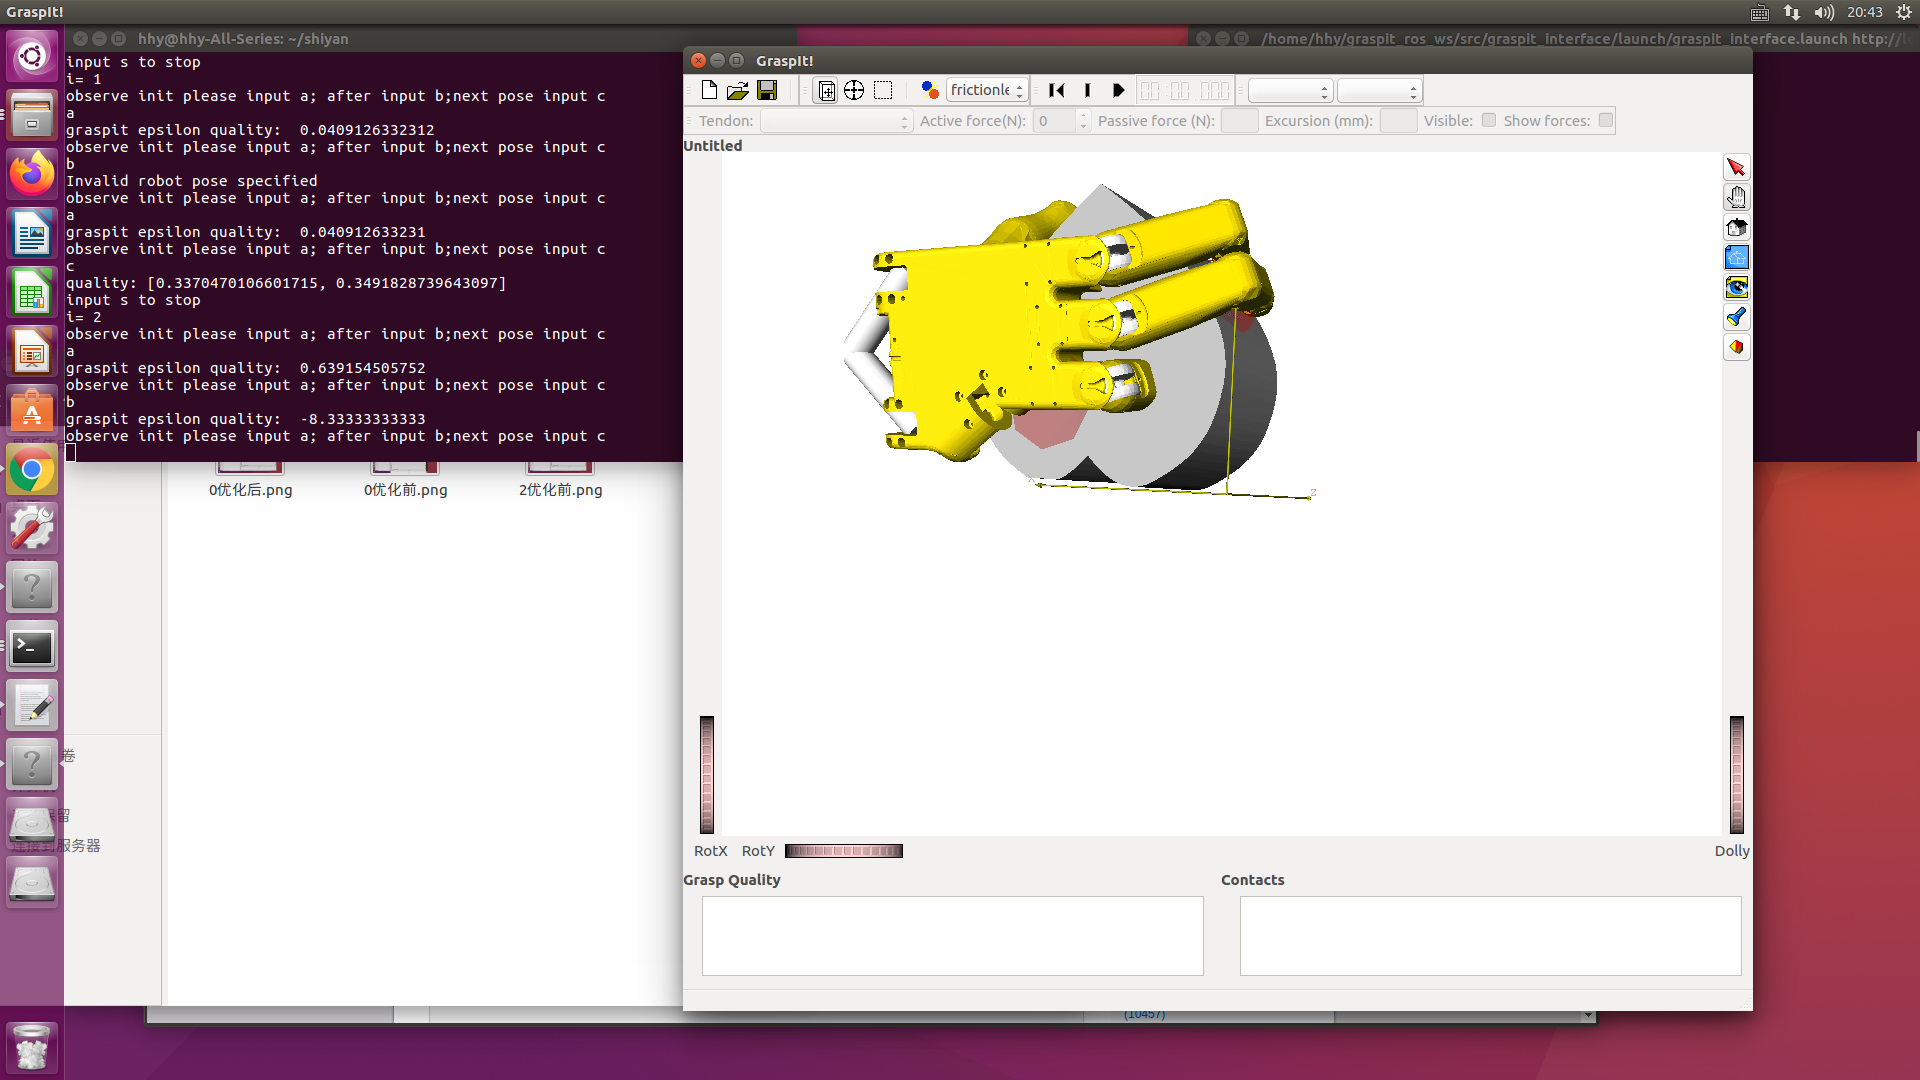 GraspIt!
20:43
hhy@hhy-All-Series: ~/shiyan
input s to stop
i= 1
observe init please input a; after input b;next pose input c
a
graspit epsilon quality:  0.0409126332312
observe init please input a; after input b;next pose input c
b
Invalid robot pose specified
observe init please input a; after input b;next pose input c
a
graspit epsilon quality:  0.040912633231
observe init please input a; after input b;next pose input c
c
quality: [0.3370470106601715, 0.3491828739643097]
input s to stop
i= 2
observe init please input a; after input b;next pose input c
a
graspit epsilon quality:  0.639154505752
observe init please input a; after input b;next pose input c
b
graspit epsilon quality:  -8.33333333333
observe init please input a; after input b;next pose input c
0优化后.png
0优化前.png
2优化前.png
卷
保留
连接到服务器
/home/hhy/graspit_ros_ws/src/graspit_interface/launch/graspit_interface.launch http://l
GraspIt!
frictionle
Tendon:
Active force(N):
0
Passive force (N):
Excursion (mm):
Visible:
Show forces:
Untitled
X
Z
RotX
RotY
Dolly
Grasp Quality
Contacts
(10457)